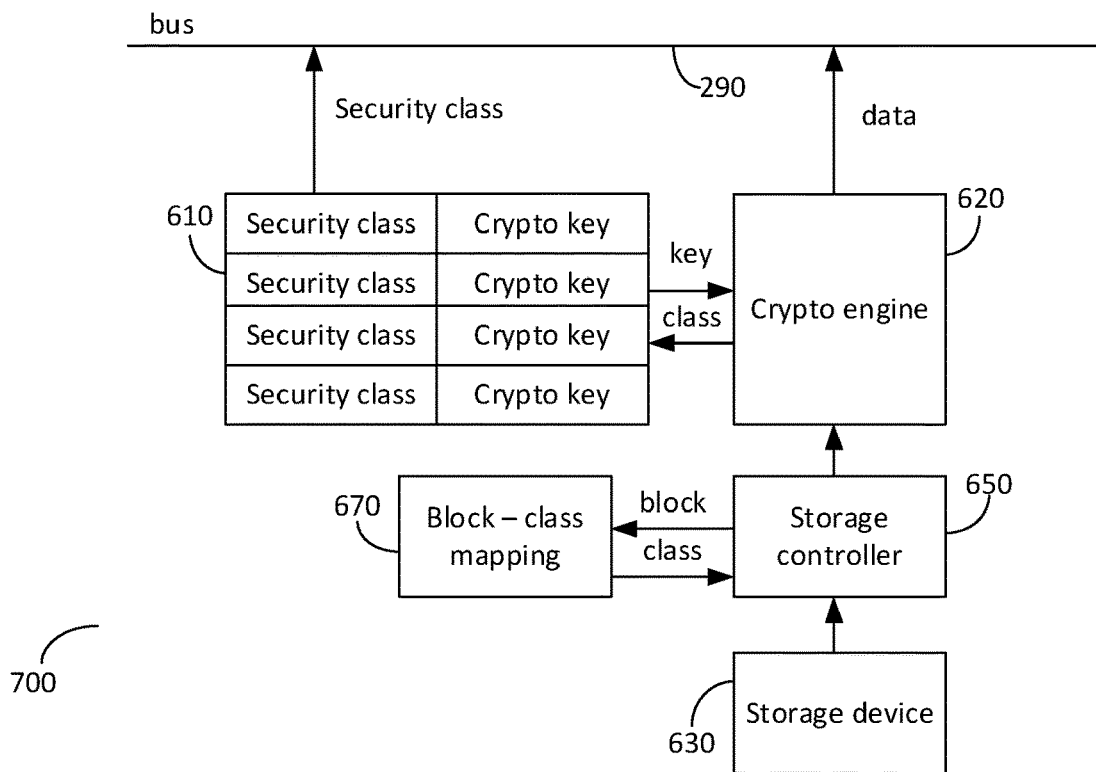 bus
290
Security class
data
610
Security class Crypto key
Security class Crypto key
Security class Crypto key
Security class Crypto key
key
class
620
Crypto engine
670
Block – class
mapping
block
class
650
Storage
controller
700
630
Storage device